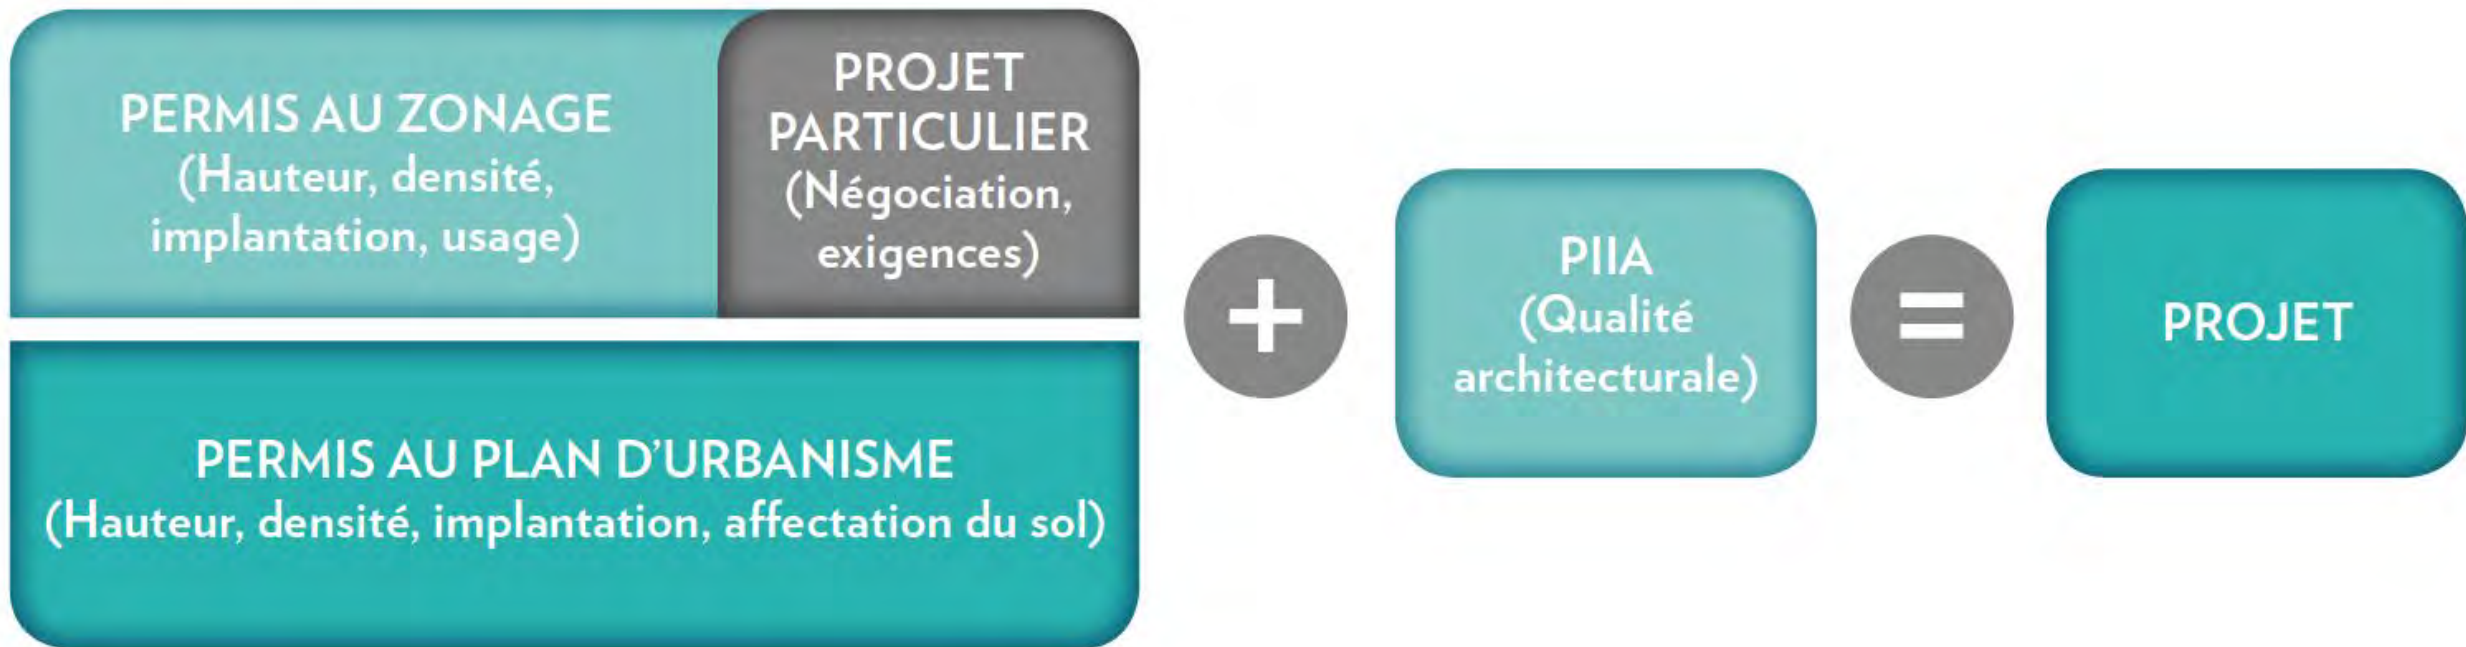 PERMIS AU ZONAGE
(Hauteur, densité,
implantation, usage)
PROJET
PARTICULIER
(Négociation,
exigences)
PERMIS AU PLAN D’URBANISME
(Hauteur, densité, implantation, affectation du sol)
+
PIIA
(Qualité
architecturale)
=
PROJET